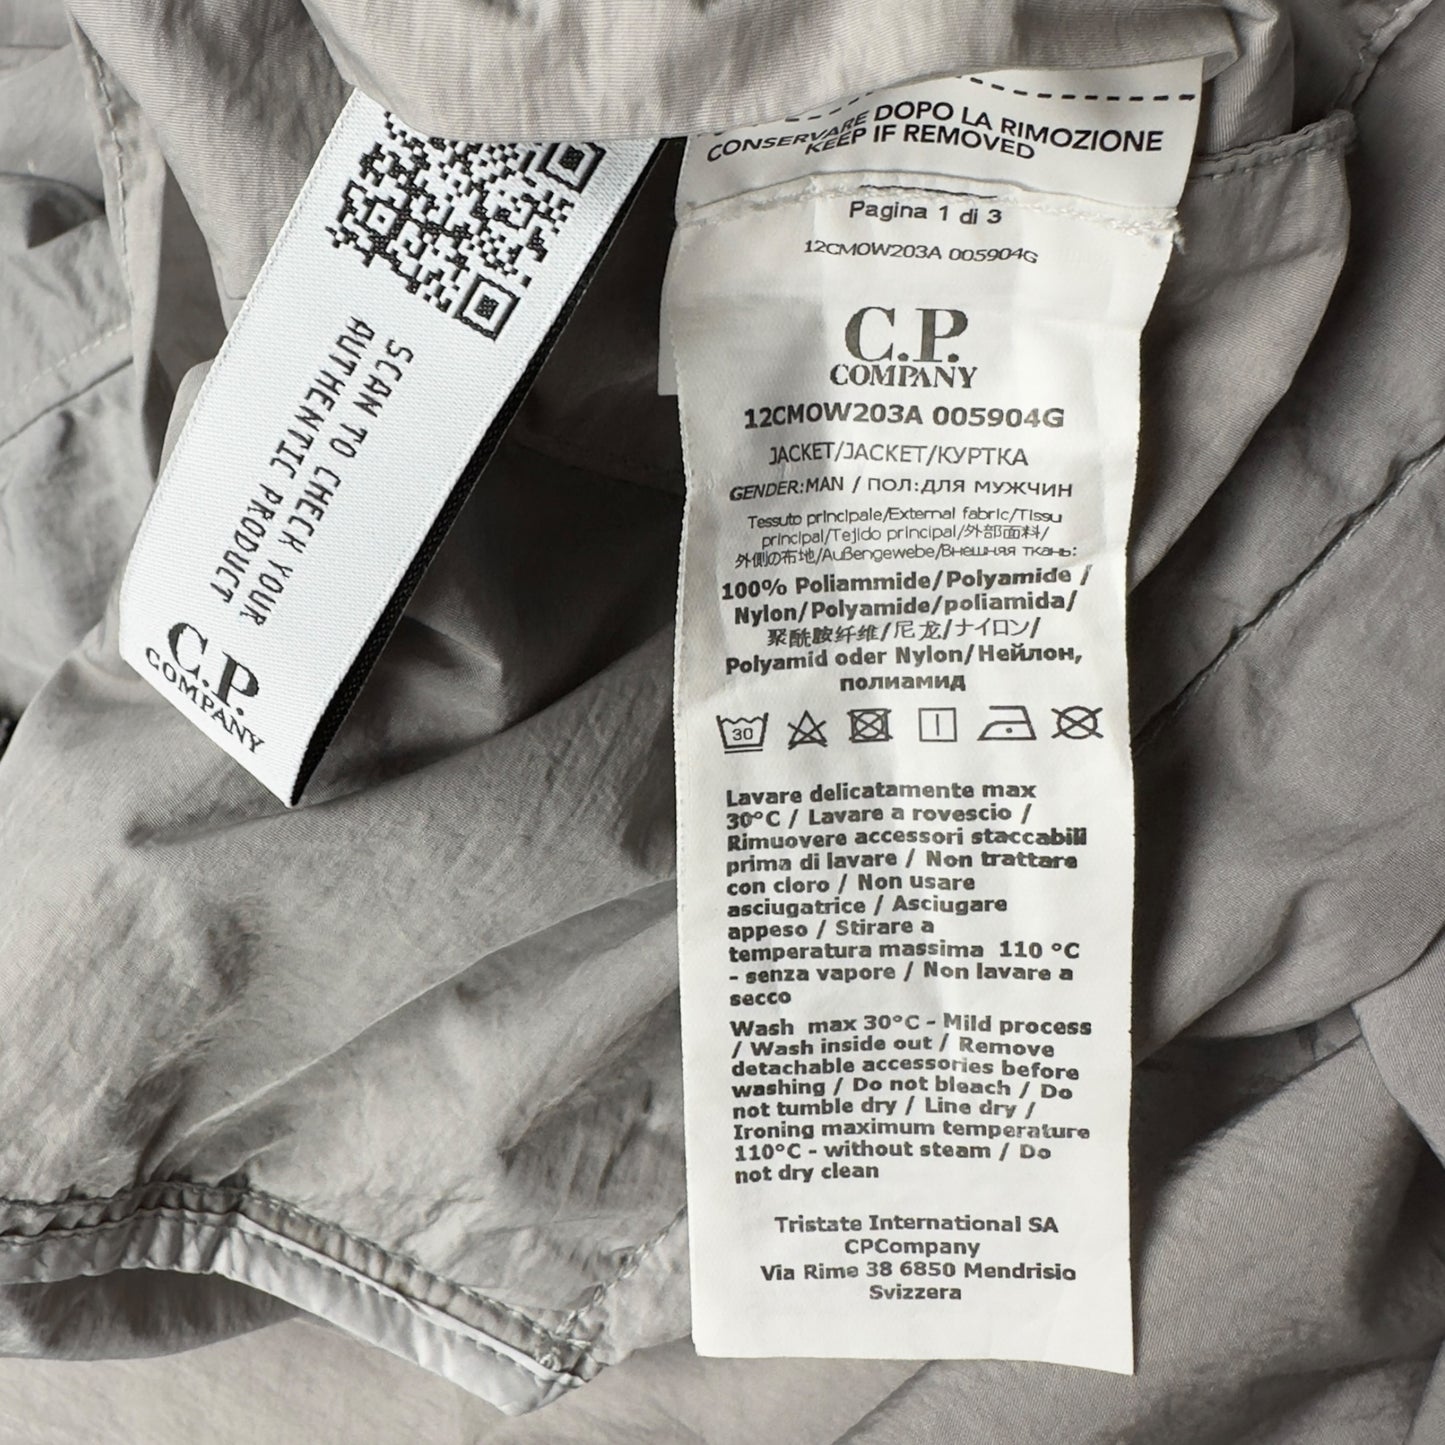 SCAN TO CHECK YOUR
AUTHENTIC PRODUCT
C.P.
COMPANY
CONSERVARE DOPO LA RIMOZIONE
KEEP IF REMOVED
Pagina 1 di 3
12CMOW203A 005904G
C.P.
COMPANY
12CMOW203A 005904G
JACKET/JACKET/КУРТКА
GENDER:MAN / ПОЛ:ДЛЯ МУЖЧИН
Tessuto principale/External fabric/Tissu
principal/Tejido principal/外部面料/
外側の布地/Außengewebe/Внешняя ткань:
100% Poliammide/Polyamide /
Nylon/Polyamide/poliamida/
聚酰胺纤维/尼龙/ナイロン/
Polyamid oder Nylon/Нейлон,
полиамид
30
Lavare delicatamente max
30°C / Lavare a rovescio /
Rimuovere accessori staccabili
prima di lavare / Non trattare
con cloro / Non usare
asciugatrice / Asciugare
appeso / Stirare a
temperatura massima 110 °C
- senza vapore / Non lavare a
secco
Wash max 30°C - Mild process
/ Wash inside out / Remove
detachable accessories before
washing / Do not bleach / Do
not tumble dry / Line dry /
Ironing maximum temperature
110°C - without steam / Do
not dry clean
Tristate International SA
CPCompany
Via Rime 38 6850 Mendrisio
Svizzera